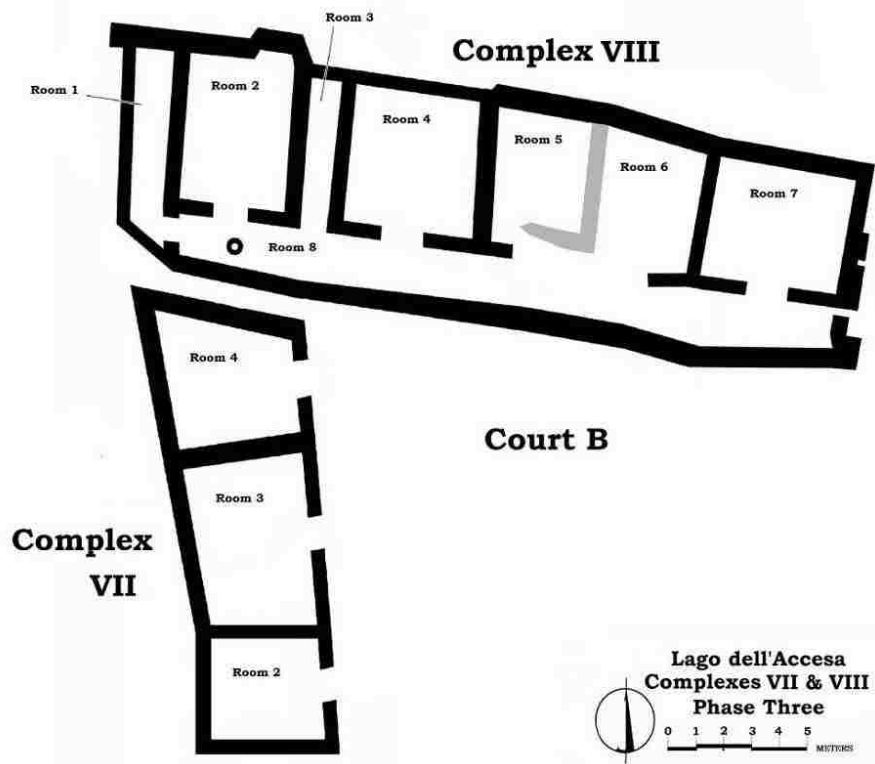 Room 3
Complex VIII
Room 1
Room 2
Room 4
Room 5
Room 6
Room 7
Room 8
Room 4
Court B
Room 3
Complex
VII
Room 2
Lago dell'Accesa
Complexes VII & VIII
Phase Three
0 1 2 3 4 5
METERS